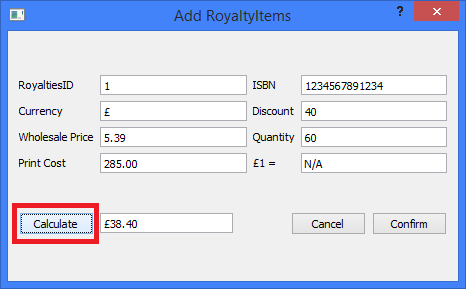 Add RoyaltyItems
?
RoyaltiesID 1 ISBN 1234567891234
Currency £ Discount 40
Wholesale Price 5.39 Quantity 60
Print Cost 285.00 £1 = N/A
Calculate £38.40 Cancel Confirm